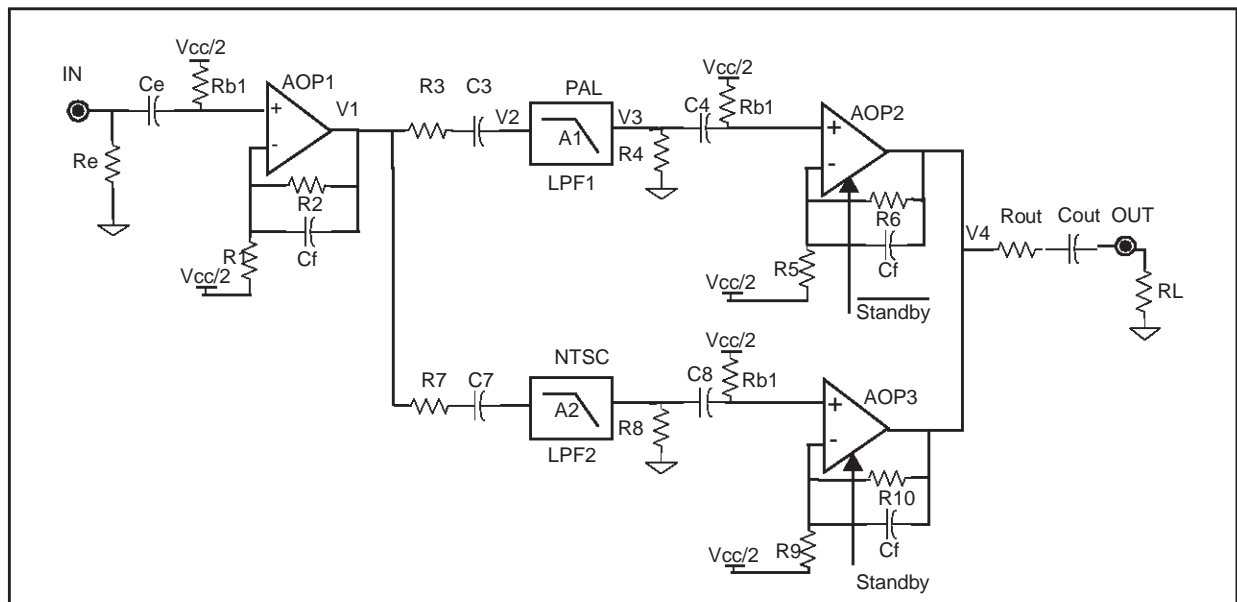 IN
Ce
Vcc/2
Rb1
AOP1
V1
Re
+
-
R2
Cf
R1
Vcc/2
R3
C3
V2
PAL
A1
LPF1
V3
R4
C4
Vcc/2
Rb1
AOP2
+
-
R6
Cf
R5
Vcc/2
Standby
V4
Rout
Cout
OUT
RL
R7
C7
NTSC
A2
LPF2
R8
C8
Vcc/2
Rb1
AOP3
+
-
R10
Cf
R9
Vcc/2
Standby